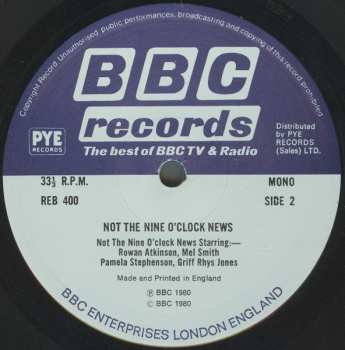 Copyright Record Unauthorised public performances, broadcasting and copying of this record prohibited
BBC
records
The best of BBC TV & Radio
PYE
RECORDS
Distributed
by
PYE
RECORDS
(Sales) LTD.
33⅓ R.P.M.
MONO
REB 400
SIDE 2
NOT THE NINE O'CLOCK NEWS
Not The Nine O'clock News Starring:—
Rowan Atkinson, Mel Smith
Pamela Stephenson, Griff Rhys Jones
Made and Printed in England
℗ BBC 1980
© BBC 1980
BBC ENTERPRISES LONDON ENGLAND